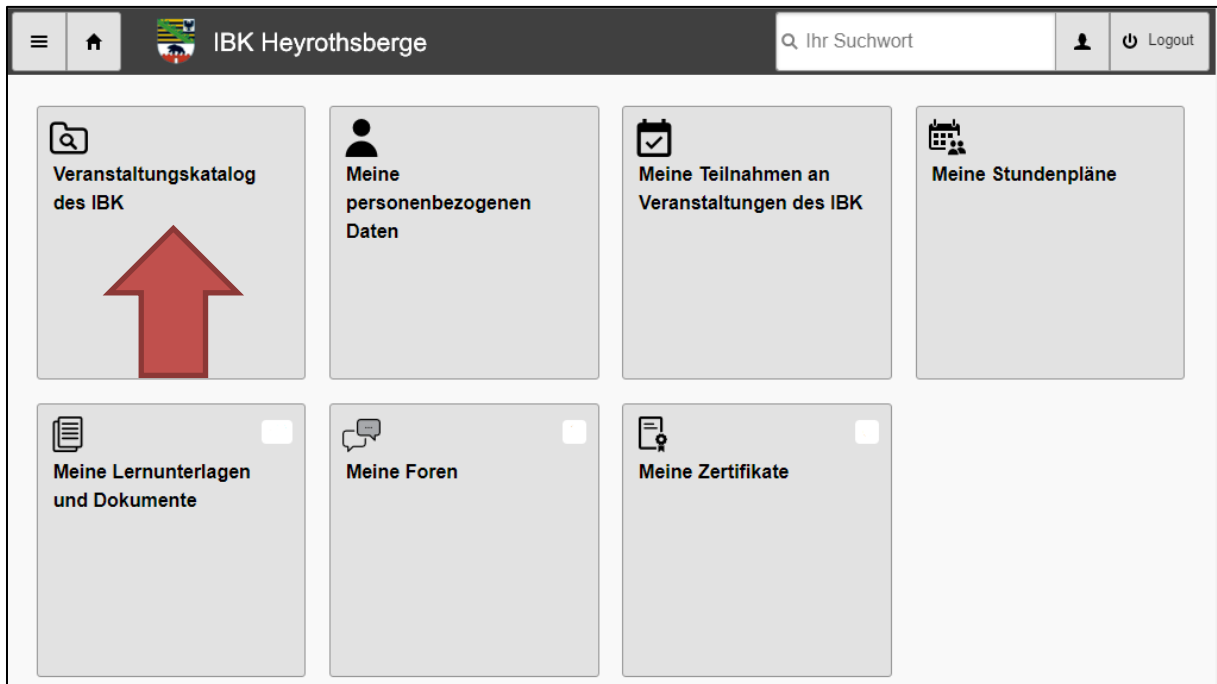 IBK Heyrothsberge
Ihr Suchwort
Logout
Veranstaltungskatalog
des IBK
Meine
personenbezogenen
Daten
Meine Teilnahmen an
Veranstaltungen des IBK
Meine Stundenpläne
Meine Lernunterlagen
und Dokumente
Meine Foren
Meine Zertifikate